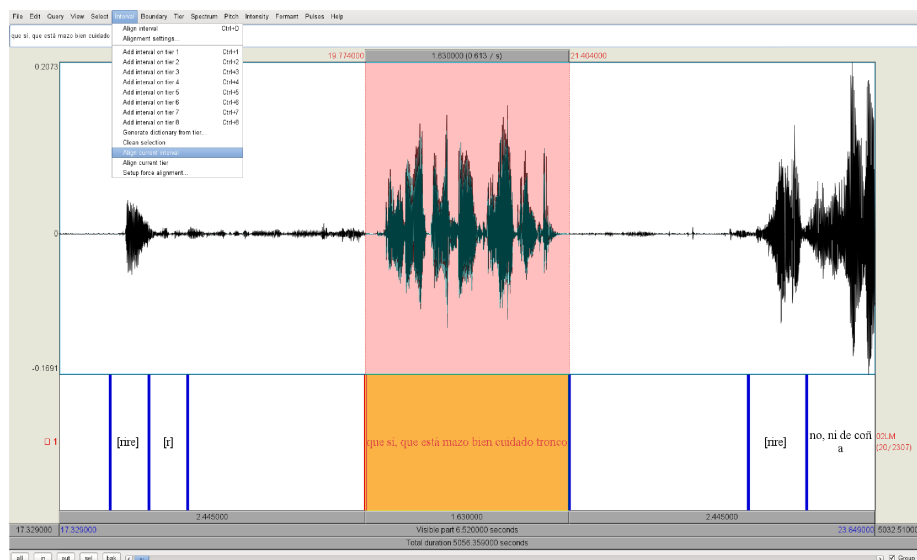 File Edit Query View Select Interval Boundary Tier Spectrum Pitch Intensity Formant Pulses Help
que sí, que está mazo bien cuidado
Align interval Ctrl+D
Alignment settings...
Add interval on tier 1 Ctrl+1
Add interval on tier 2 Ctrl+2
Add interval on tier 3 Ctrl+3
Add interval on tier 4 Ctrl+4
Add interval on tier 5 Ctrl+5
Add interval on tier 6 Ctrl+6
Add interval on tier 7 Ctrl+7
Add interval on tier 8 Ctrl+8
Generate dictionary from tier...
Clean selection
Align current interval
Align current tier
Setup force alignment...
19.774000 1.630000 (0.613 / s) 21.404000
0.2073
0
-0.1691
1 [rire] [r] que sí, que está mazo bien cuidado tronco [rire] no, ni de coñ
a
02LM
(20/2307)
2.445000 1.630000 2.445000
17.329000 17.329000 Visible part 6.520000 seconds 23.849000 5032.51000
Total duration 5056.359000 seconds
all in out sel bak Group